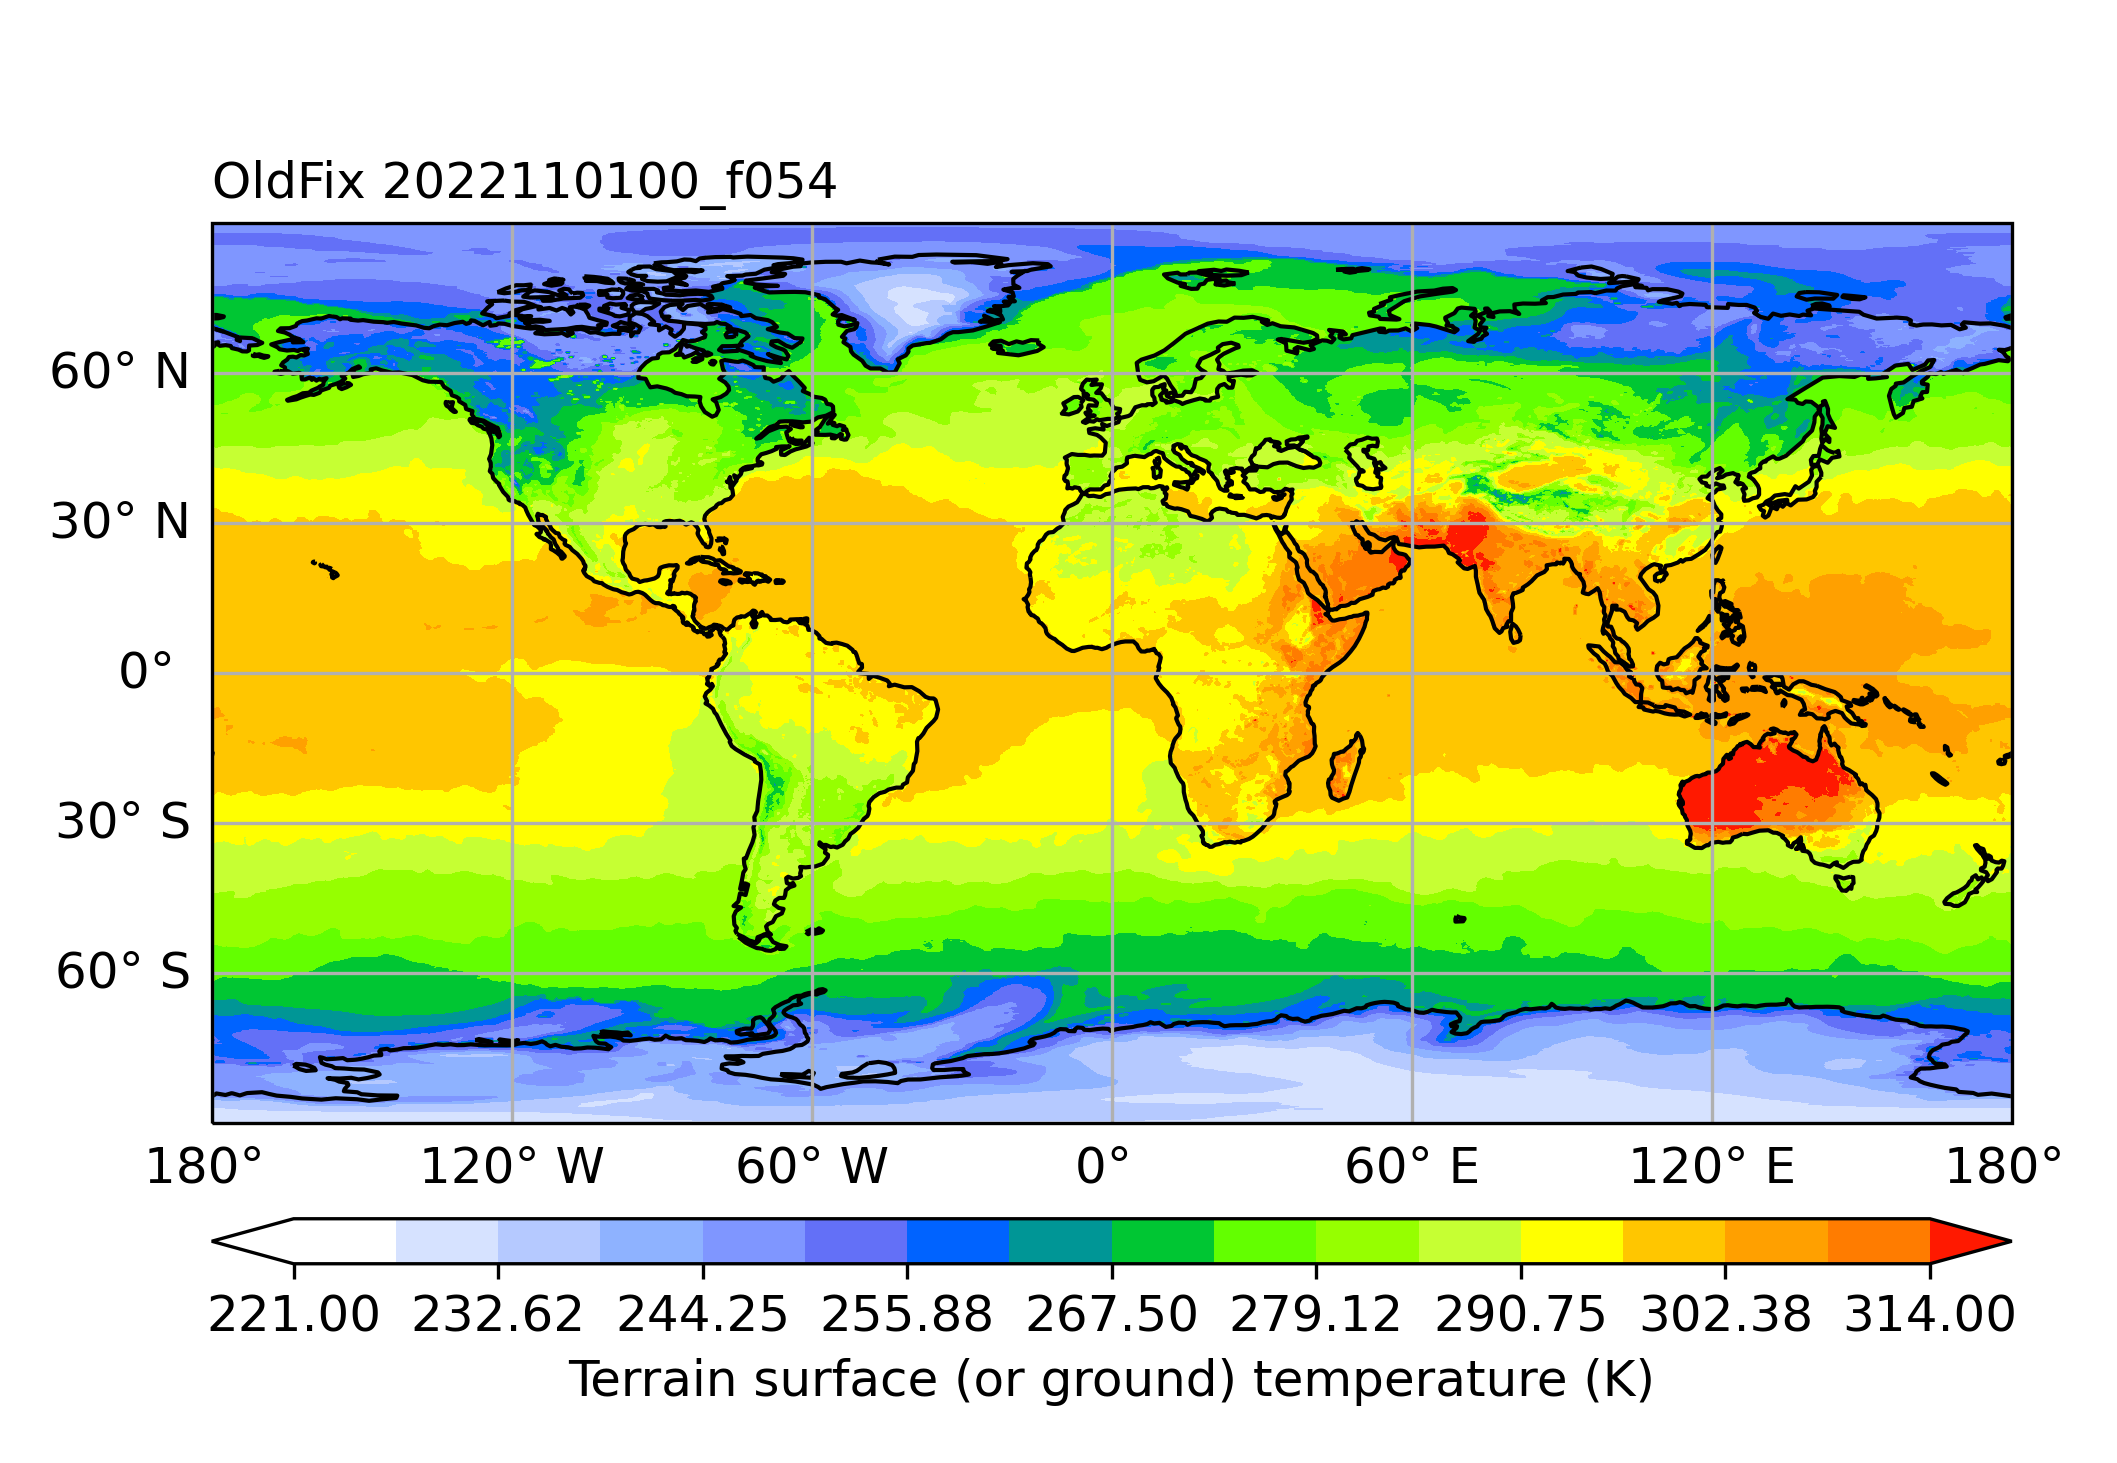 OldFix 2022110100_f054
60° N
30° N
0°
30° S
60° S
180° 120° W 60° W 0° 60° E 120° E 180°
221.00 232.62 244.25 255.88 267.50 279.12 290.75 302.38 314.00
Terrain surface (or ground) temperature (K)